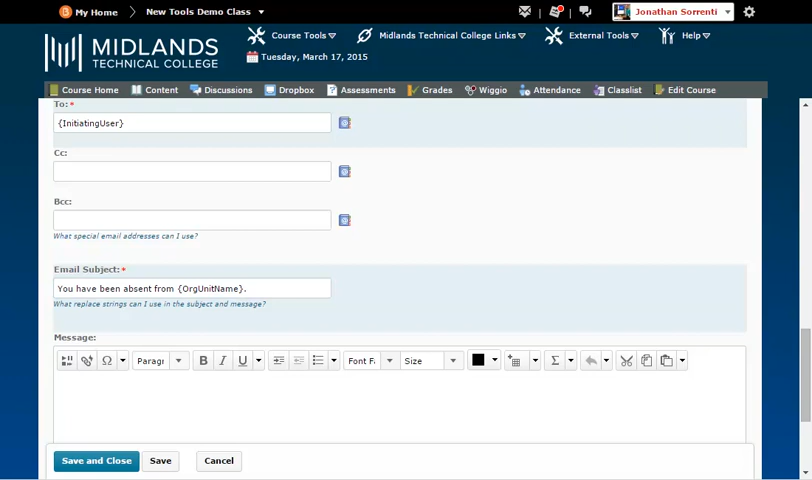 My Home
New Tools Demo Class
Jonathan Sorrenti
MIDLANDS
TECHNICAL COLLEGE
Course Tools
Midlands Technical College Links
External Tools
Help
Tuesday, March 17, 2015
Course Home
Content
Discussions
Dropbox
Assessments
Grades
Wiggio
Attendance
Classlist
Edit Course
To: *
{InitiatingUser}
Cc:
Bcc:
What special email addresses can I use?
Email Subject: *
You have been absent from {OrgUnitName}.
What replace strings can I use in the subject and message?
Message:
Paragr
B I U
Font F
Size
Σ
Save and Close
Save
Cancel